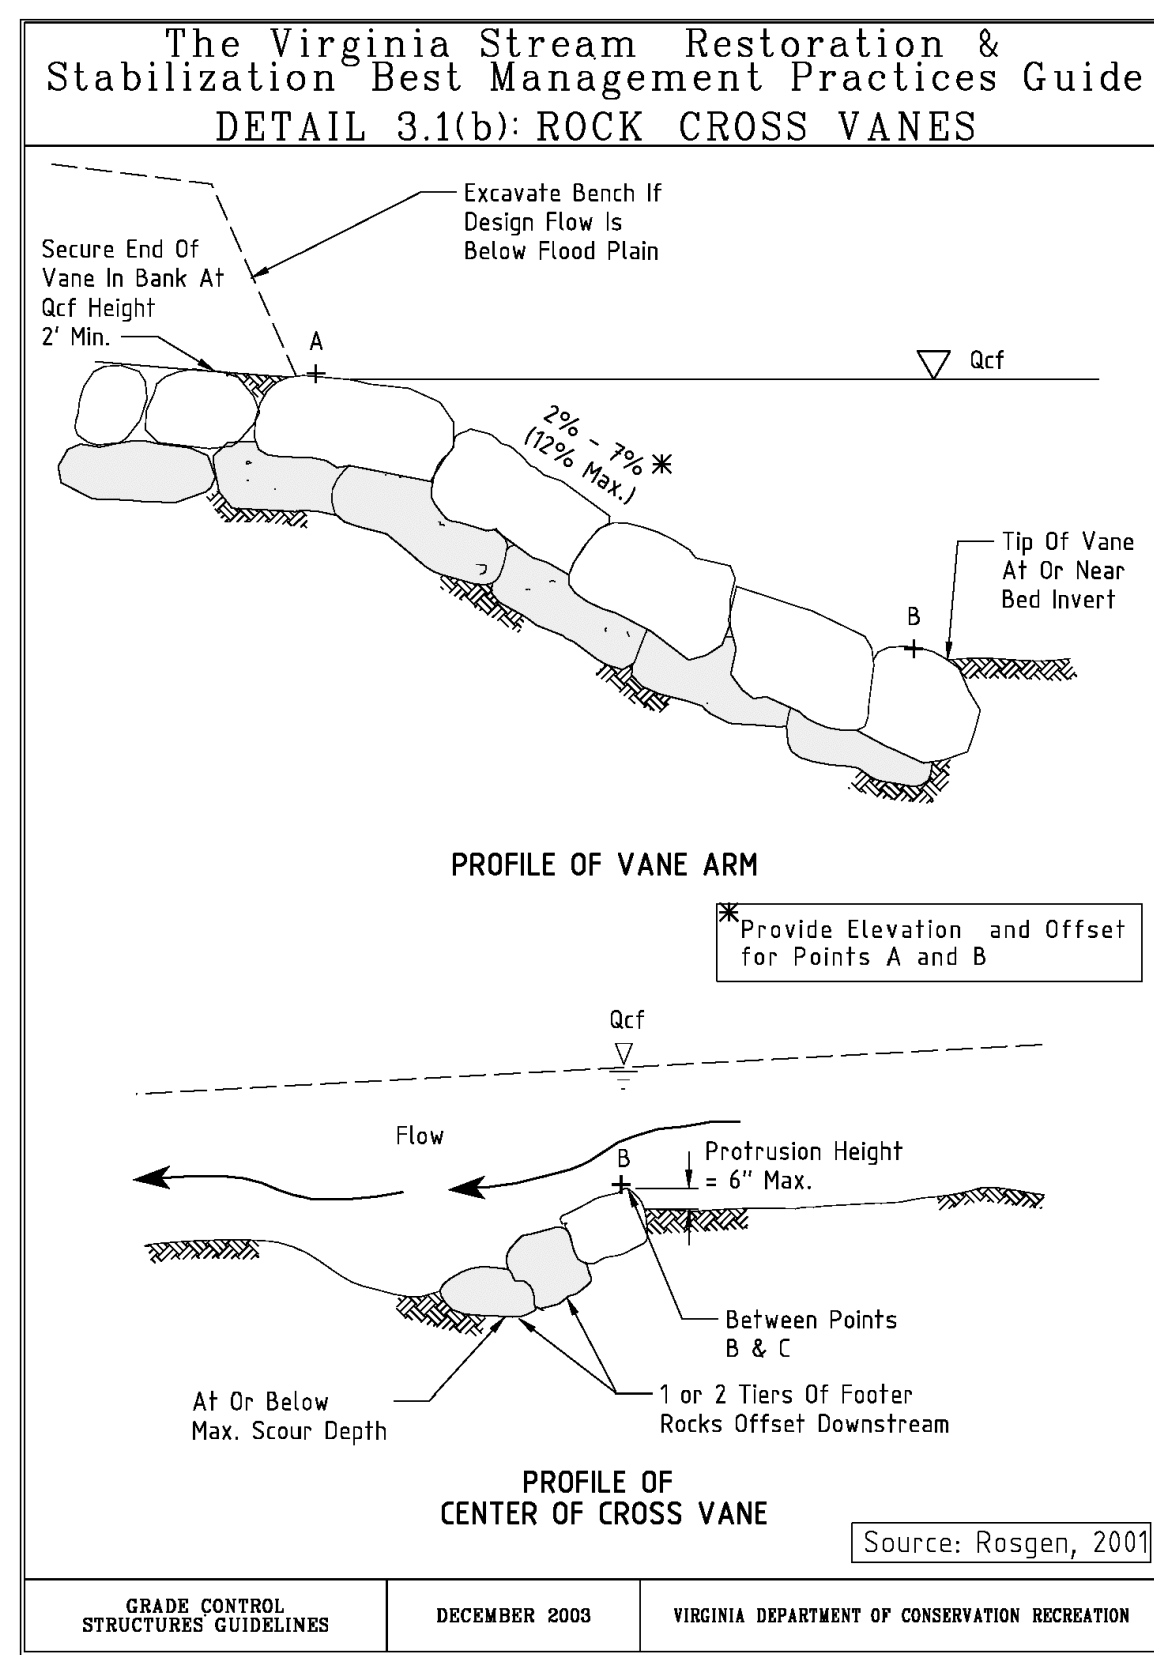 The Virginia Stream Restoration &
Stabilization Best Management Practices Guide
DETAIL 3.1(b): ROCK CROSS VANES
Excavate Bench If
Design Flow Is
Below Flood Plain
Secure End Of
Vane In Bank At
Qcf Height
2' Min.
A
Qcf
2% - 7% *
(12% Max.)
Tip Of Vane
At Or Near
Bed Invert
B
PROFILE OF VANE ARM
* Provide Elevation and Offset
for Points A and B
Qcf
Flow
B
Protrusion Height
= 6" Max.
Between Points
B & C
At Or Below
Max. Scour Depth
1 or 2 Tiers Of Footer
Rocks Offset Downstream
PROFILE OF
CENTER OF CROSS VANE
Source: Rosgen, 2001
GRADE CONTROL
STRUCTURES GUIDELINES
DECEMBER 2003
VIRGINIA DEPARTMENT OF CONSERVATION RECREATION